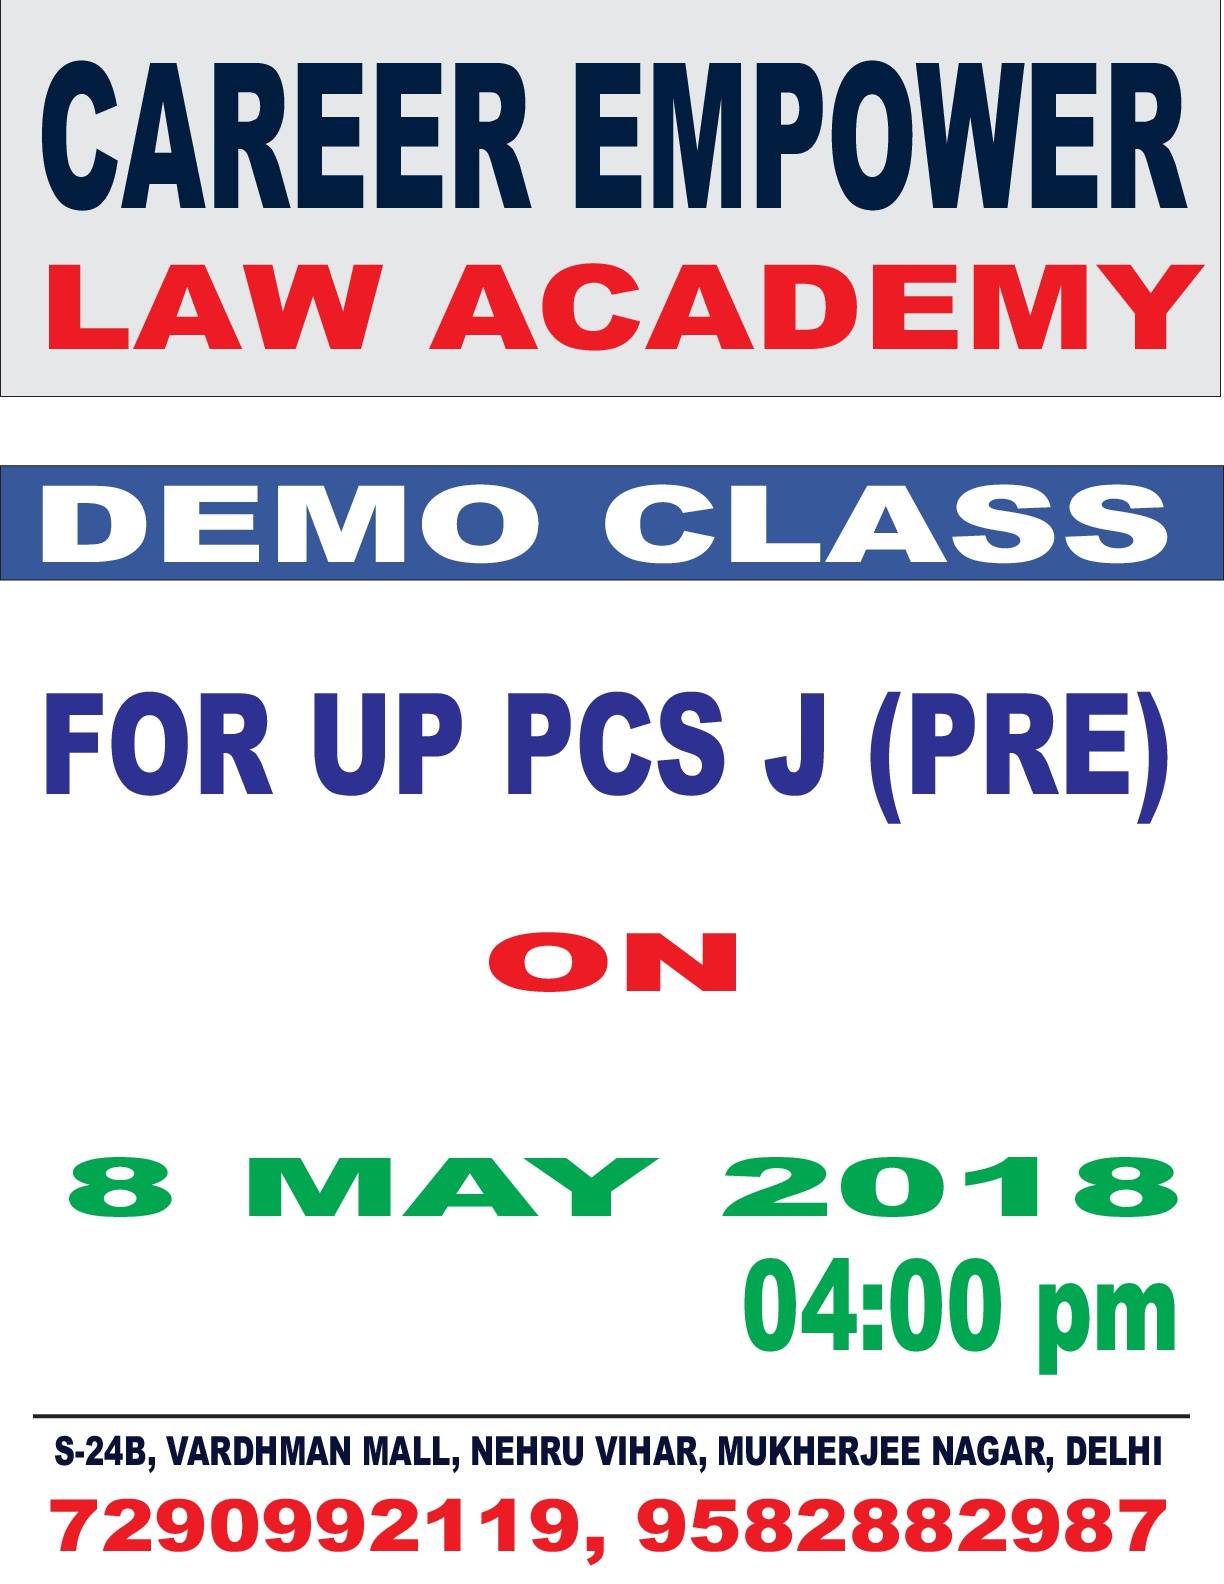 CAREER EMPOWER
LAW ACADEMY
DEMO CLASS
FOR UP PCS J (PRE)
ON
8 MAY 2018
04:00 pm
S-24B, VARDHMAN MALL, NEHRU VIHAR, MUKHERJEE NAGAR, DELHI
7290992119, 9582882987